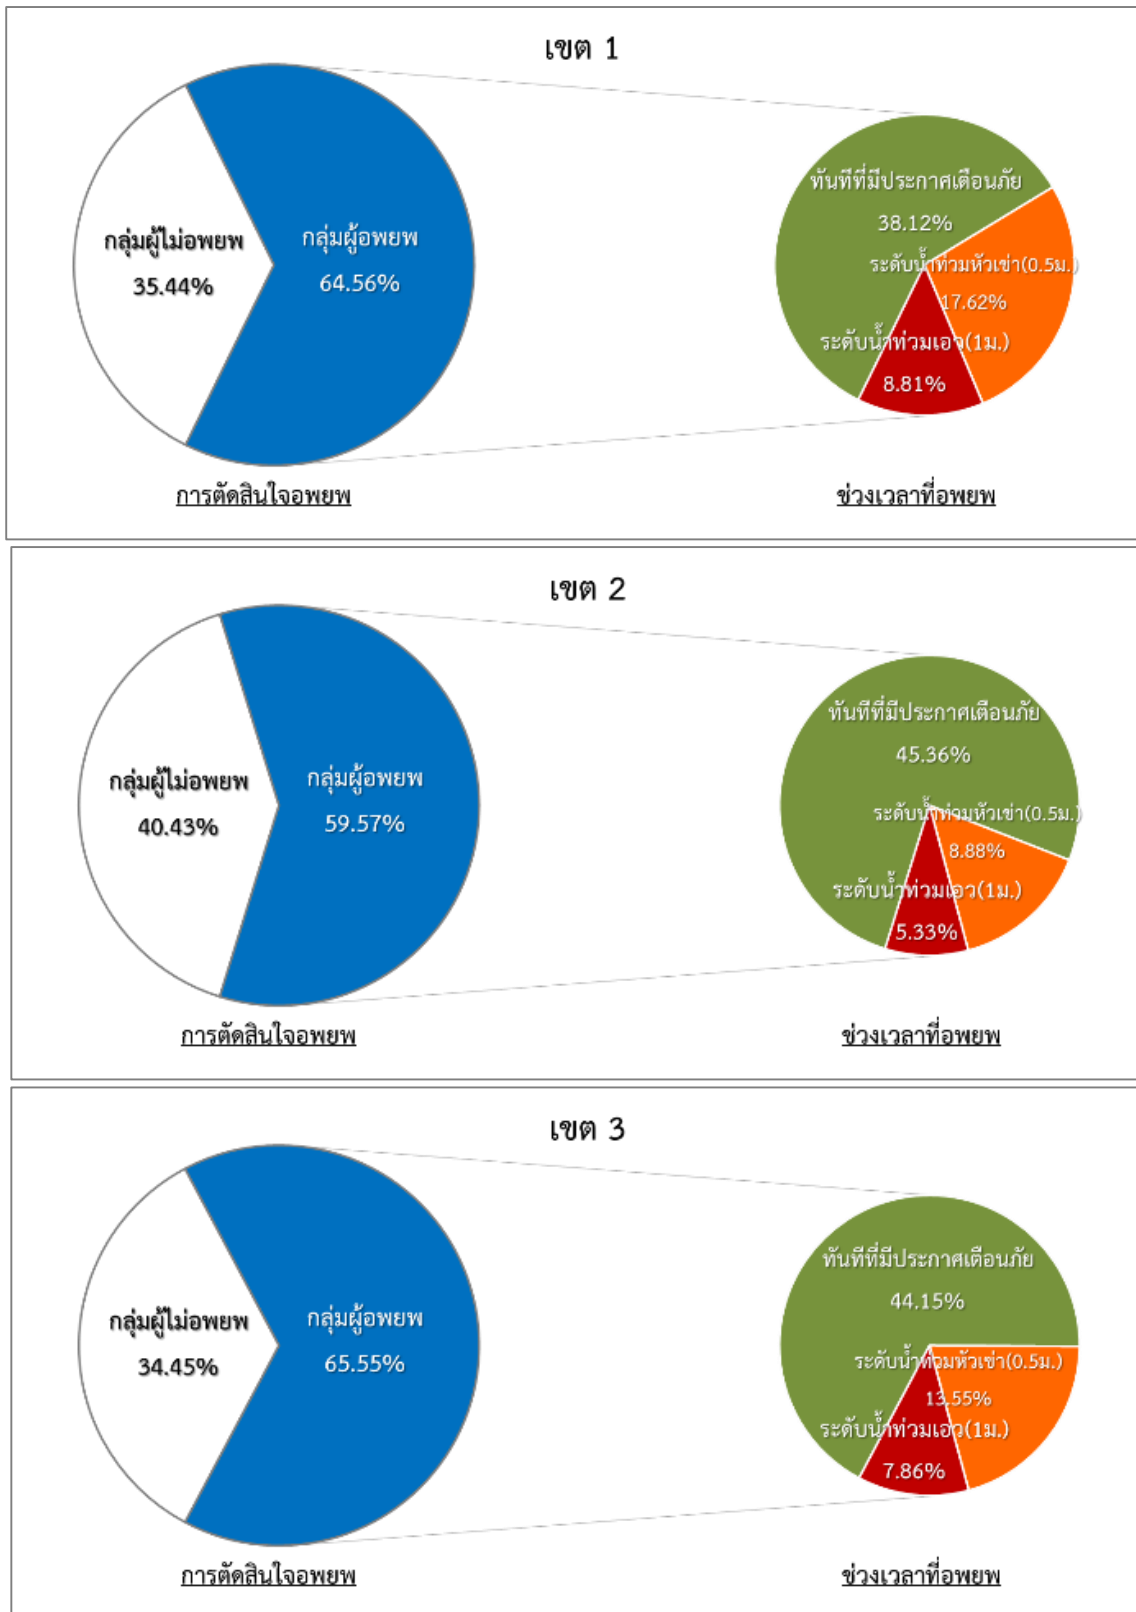 เขต 1
กลุ่มผู้ไม่อพยพ
35.44%
กลุ่มผู้อพยพ
64.56%
ทันทีที่มีประกาศเตือนภัย
38.12%
ระดับน้ำท่วมหัวเข่า(0.5ม.)
17.62%
ระดับน้ำท่วมเอว(1ม.)
8.81%
การตัดสินใจอพยพ
ช่วงเวลาที่อพยพ
เขต 2
กลุ่มผู้ไม่อพยพ
40.43%
กลุ่มผู้อพยพ
59.57%
ทันทีที่มีประกาศเตือนภัย
45.36%
ระดับน้ำท่วมหัวเข่า(0.5ม.)
8.88%
ระดับน้ำท่วมเอว(1ม.)
5.33%
การตัดสินใจอพยพ
ช่วงเวลาที่อพยพ
เขต 3
กลุ่มผู้ไม่อพยพ
34.45%
กลุ่มผู้อพยพ
65.55%
ทันทีที่มีประกาศเตือนภัย
44.15%
ระดับน้ำท่วมหัวเข่า(0.5ม.)
13.55%
ระดับน้ำท่วมเอว(1ม.)
7.86%
การตัดสินใจอพยพ
ช่วงเวลาที่อพยพ